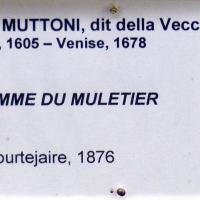 MUTTONI, dit della Vecc
, 1605 – Venise, 1678
MME DU MULETIER
ourtejaire, 1876